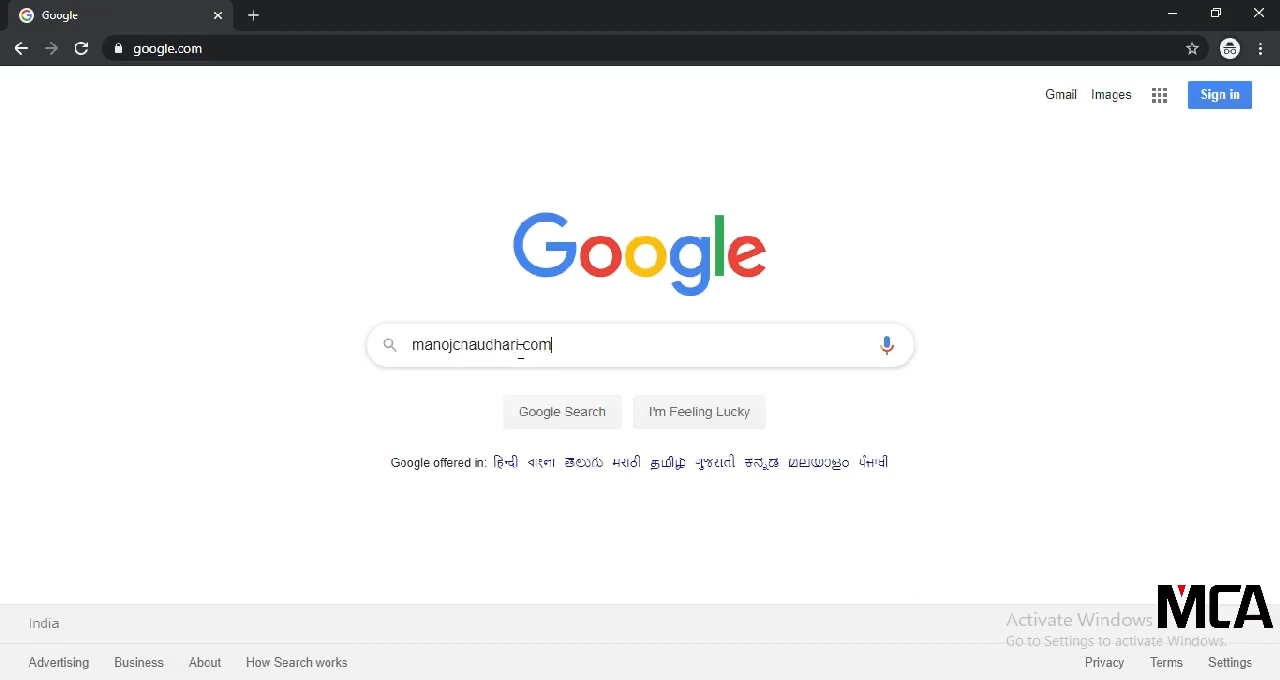 Google
google.com
Gmail Images Sign in
Google
manojchaudhari.com
Google Search I'm Feeling Lucky
Google offered in: हिन्दी বাংলা తెలుగు मराठी தமிழ் ગુજરાતી ಕನ್ನಡ മലയാളം ਪੰਜਾਬੀ
India
Activate Windows
MCA
Go to Settings to activate Windows.
Advertising Business About How Search works Privacy Terms Settings